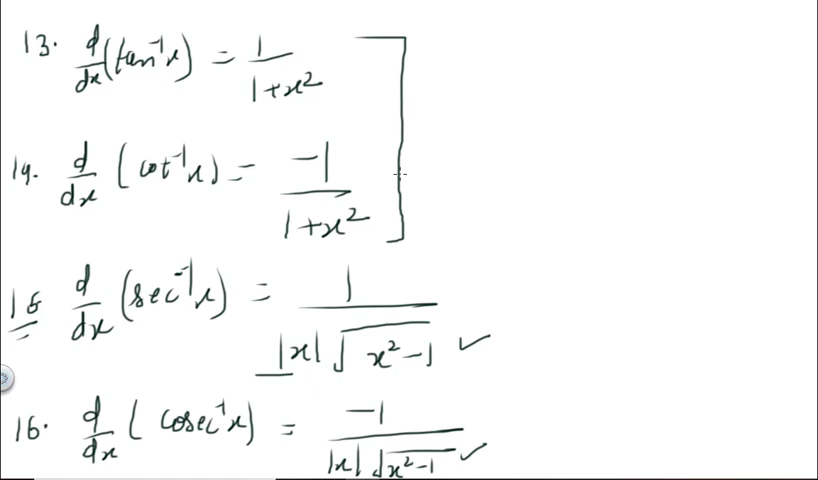 13. d/dx (tan⁻¹x) = 1/(1+x²)
14. d/dx (cot⁻¹x) = -1/(1+x²)
15 d/dx (sec⁻¹x) = 1/(|x|√(x²-1)) ✓
16. d/dx (cosec⁻¹x) = -1/(|x|√(x²-1)) ✓